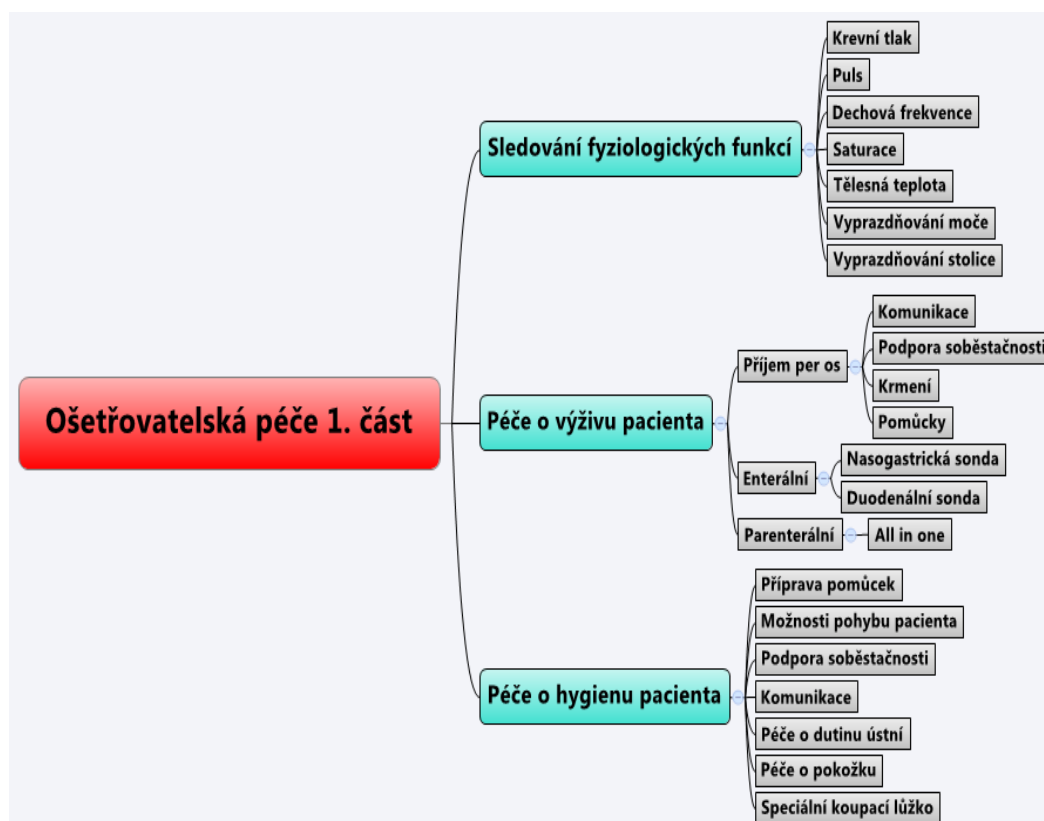 Ošetřovatelská péče 1. část
Sledování fyziologických funkcí
Krevní tlak
Puls
Dechová frekvence
Saturace
Tělesná teplota
Vyprazdňování moče
Vyprazdňování stolice
Péče o výživu pacienta
Příjem per os
Komunikace
Podpora soběstačnosti
Krmení
Pomůcky
Enterální
Nasogastrická sonda
Duodenální sonda
Parenterální
All in one
Péče o hygienu pacienta
Příprava pomůcek
Možnosti pohybu pacienta
Podpora soběstačnosti
Komunikace
Péče o dutinu ústní
Péče o pokožku
Speciální koupací lůžko